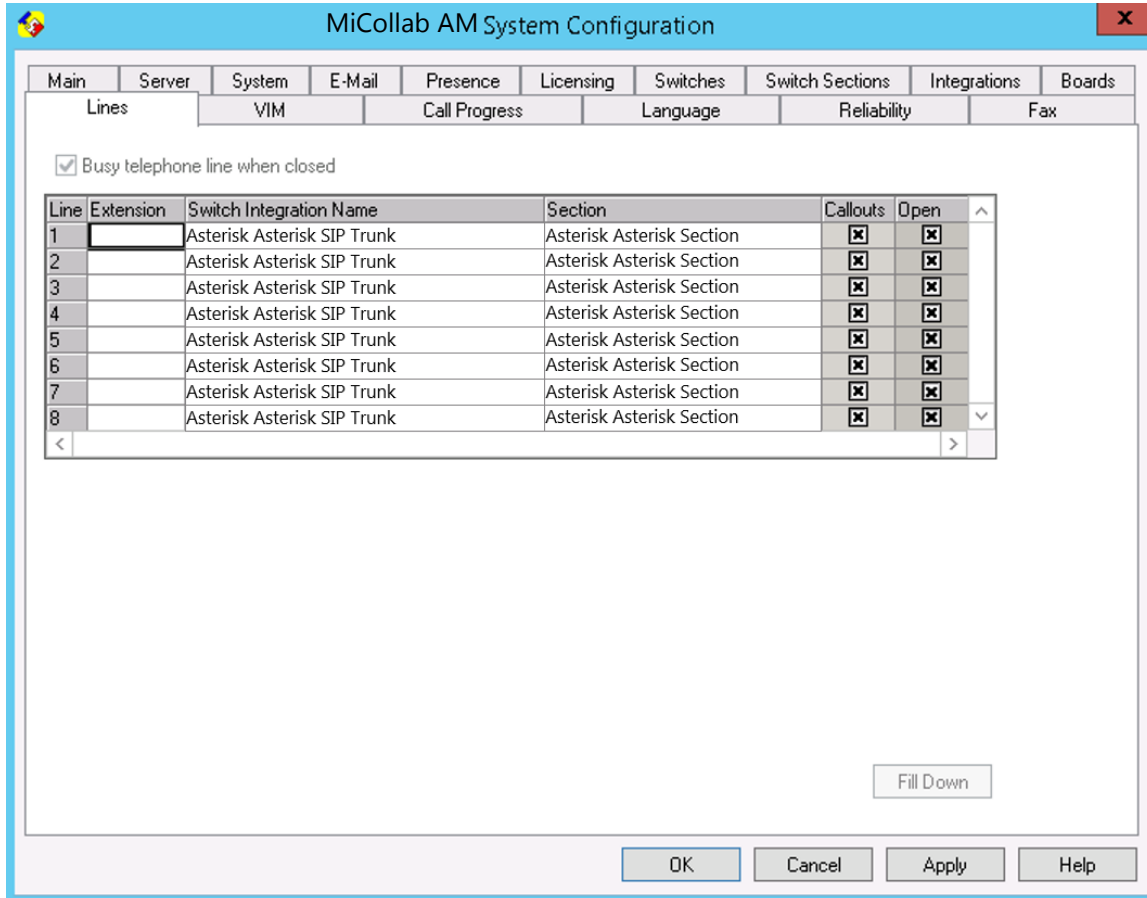 MiCollab AM System Configuration
Main Server System E-Mail Presence Licensing Switches Switch Sections Integrations Boards
Lines VIM Call Progress Language Reliability Fax
Busy telephone line when closed
Line Extension Switch Integration Name Section Callouts Open
1 Asterisk Asterisk SIP Trunk Asterisk Asterisk Section
2 Asterisk Asterisk SIP Trunk Asterisk Asterisk Section
3 Asterisk Asterisk SIP Trunk Asterisk Asterisk Section
4 Asterisk Asterisk SIP Trunk Asterisk Asterisk Section
5 Asterisk Asterisk SIP Trunk Asterisk Asterisk Section
6 Asterisk Asterisk SIP Trunk Asterisk Asterisk Section
7 Asterisk Asterisk SIP Trunk Asterisk Asterisk Section
8 Asterisk Asterisk SIP Trunk Asterisk Asterisk Section
Fill Down
OK Cancel Apply Help